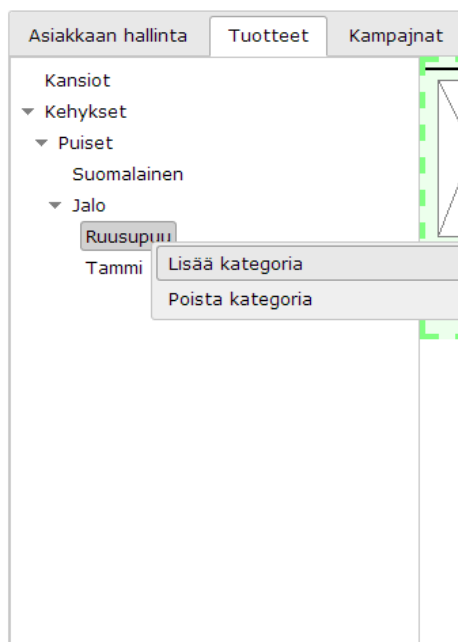 Asiakkaan hallinta Tuotteet Kampajnat
Kansiot
Kehykset
Puiset
Suomalainen
Jalo
Ruusupuu
Lisää kategoria
Tammi
Poista kategoria